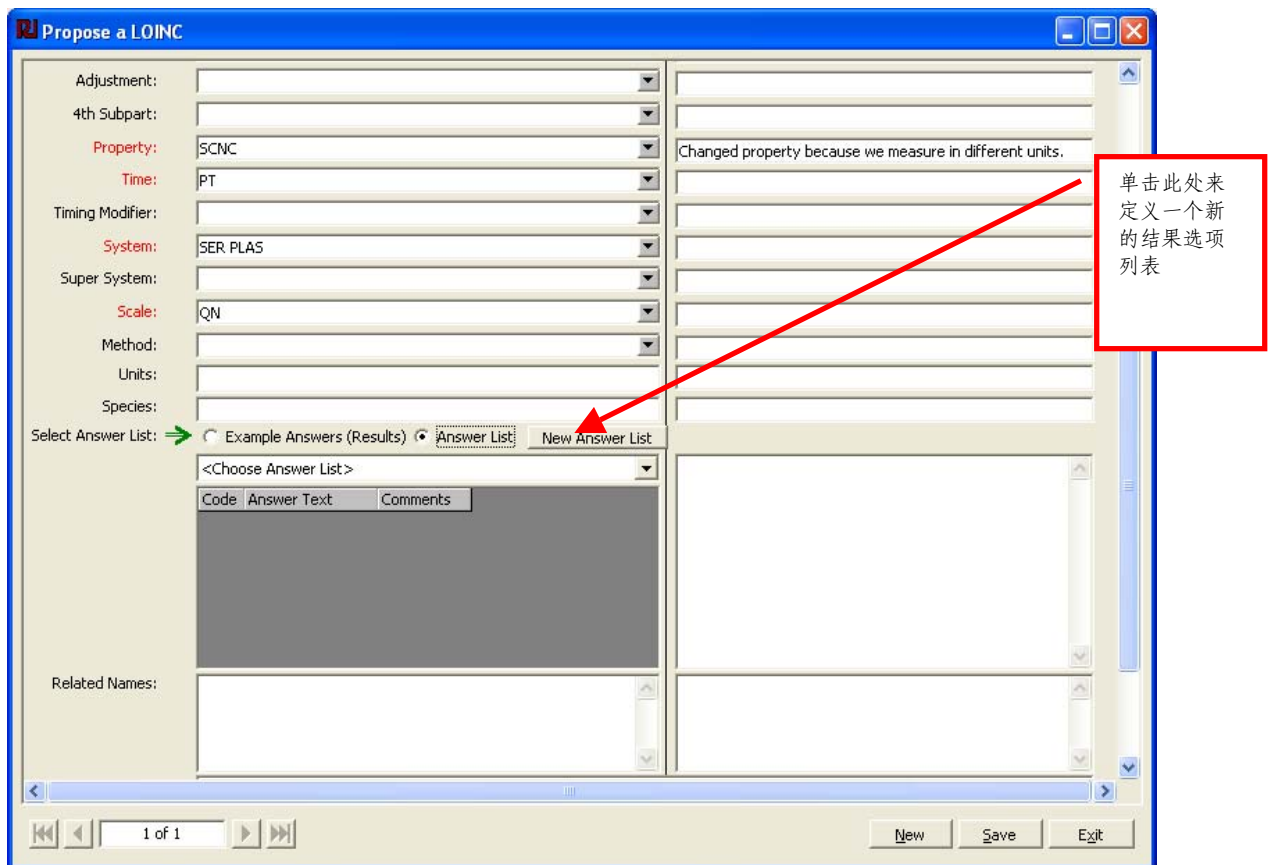 Propose a LOINC
Adjustment:
4th Subpart:
Property: SCNC Changed property because we measure in different units.
Time: PT
Timing Modifier:
System: SER PLAS
Super System:
Scale: QN
Method:
Units:
Species:
单击此处来
定义一个新
的结果选项
列表
Select Answer List: Example Answers (Results) Answer List New Answer List
<Choose Answer List>
Code Answer Text Comments
Related Names:
1 of 1 New Save Exit